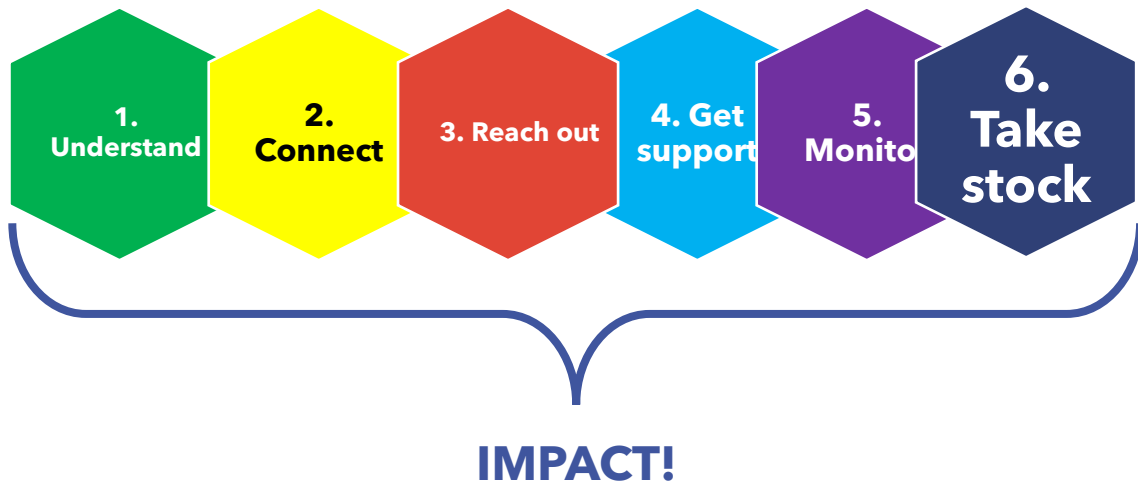 1.
Understand
2.
Connect
3. Reach out
4. Get
support
5.
Monito
6.
Take
stock
IMPACT!